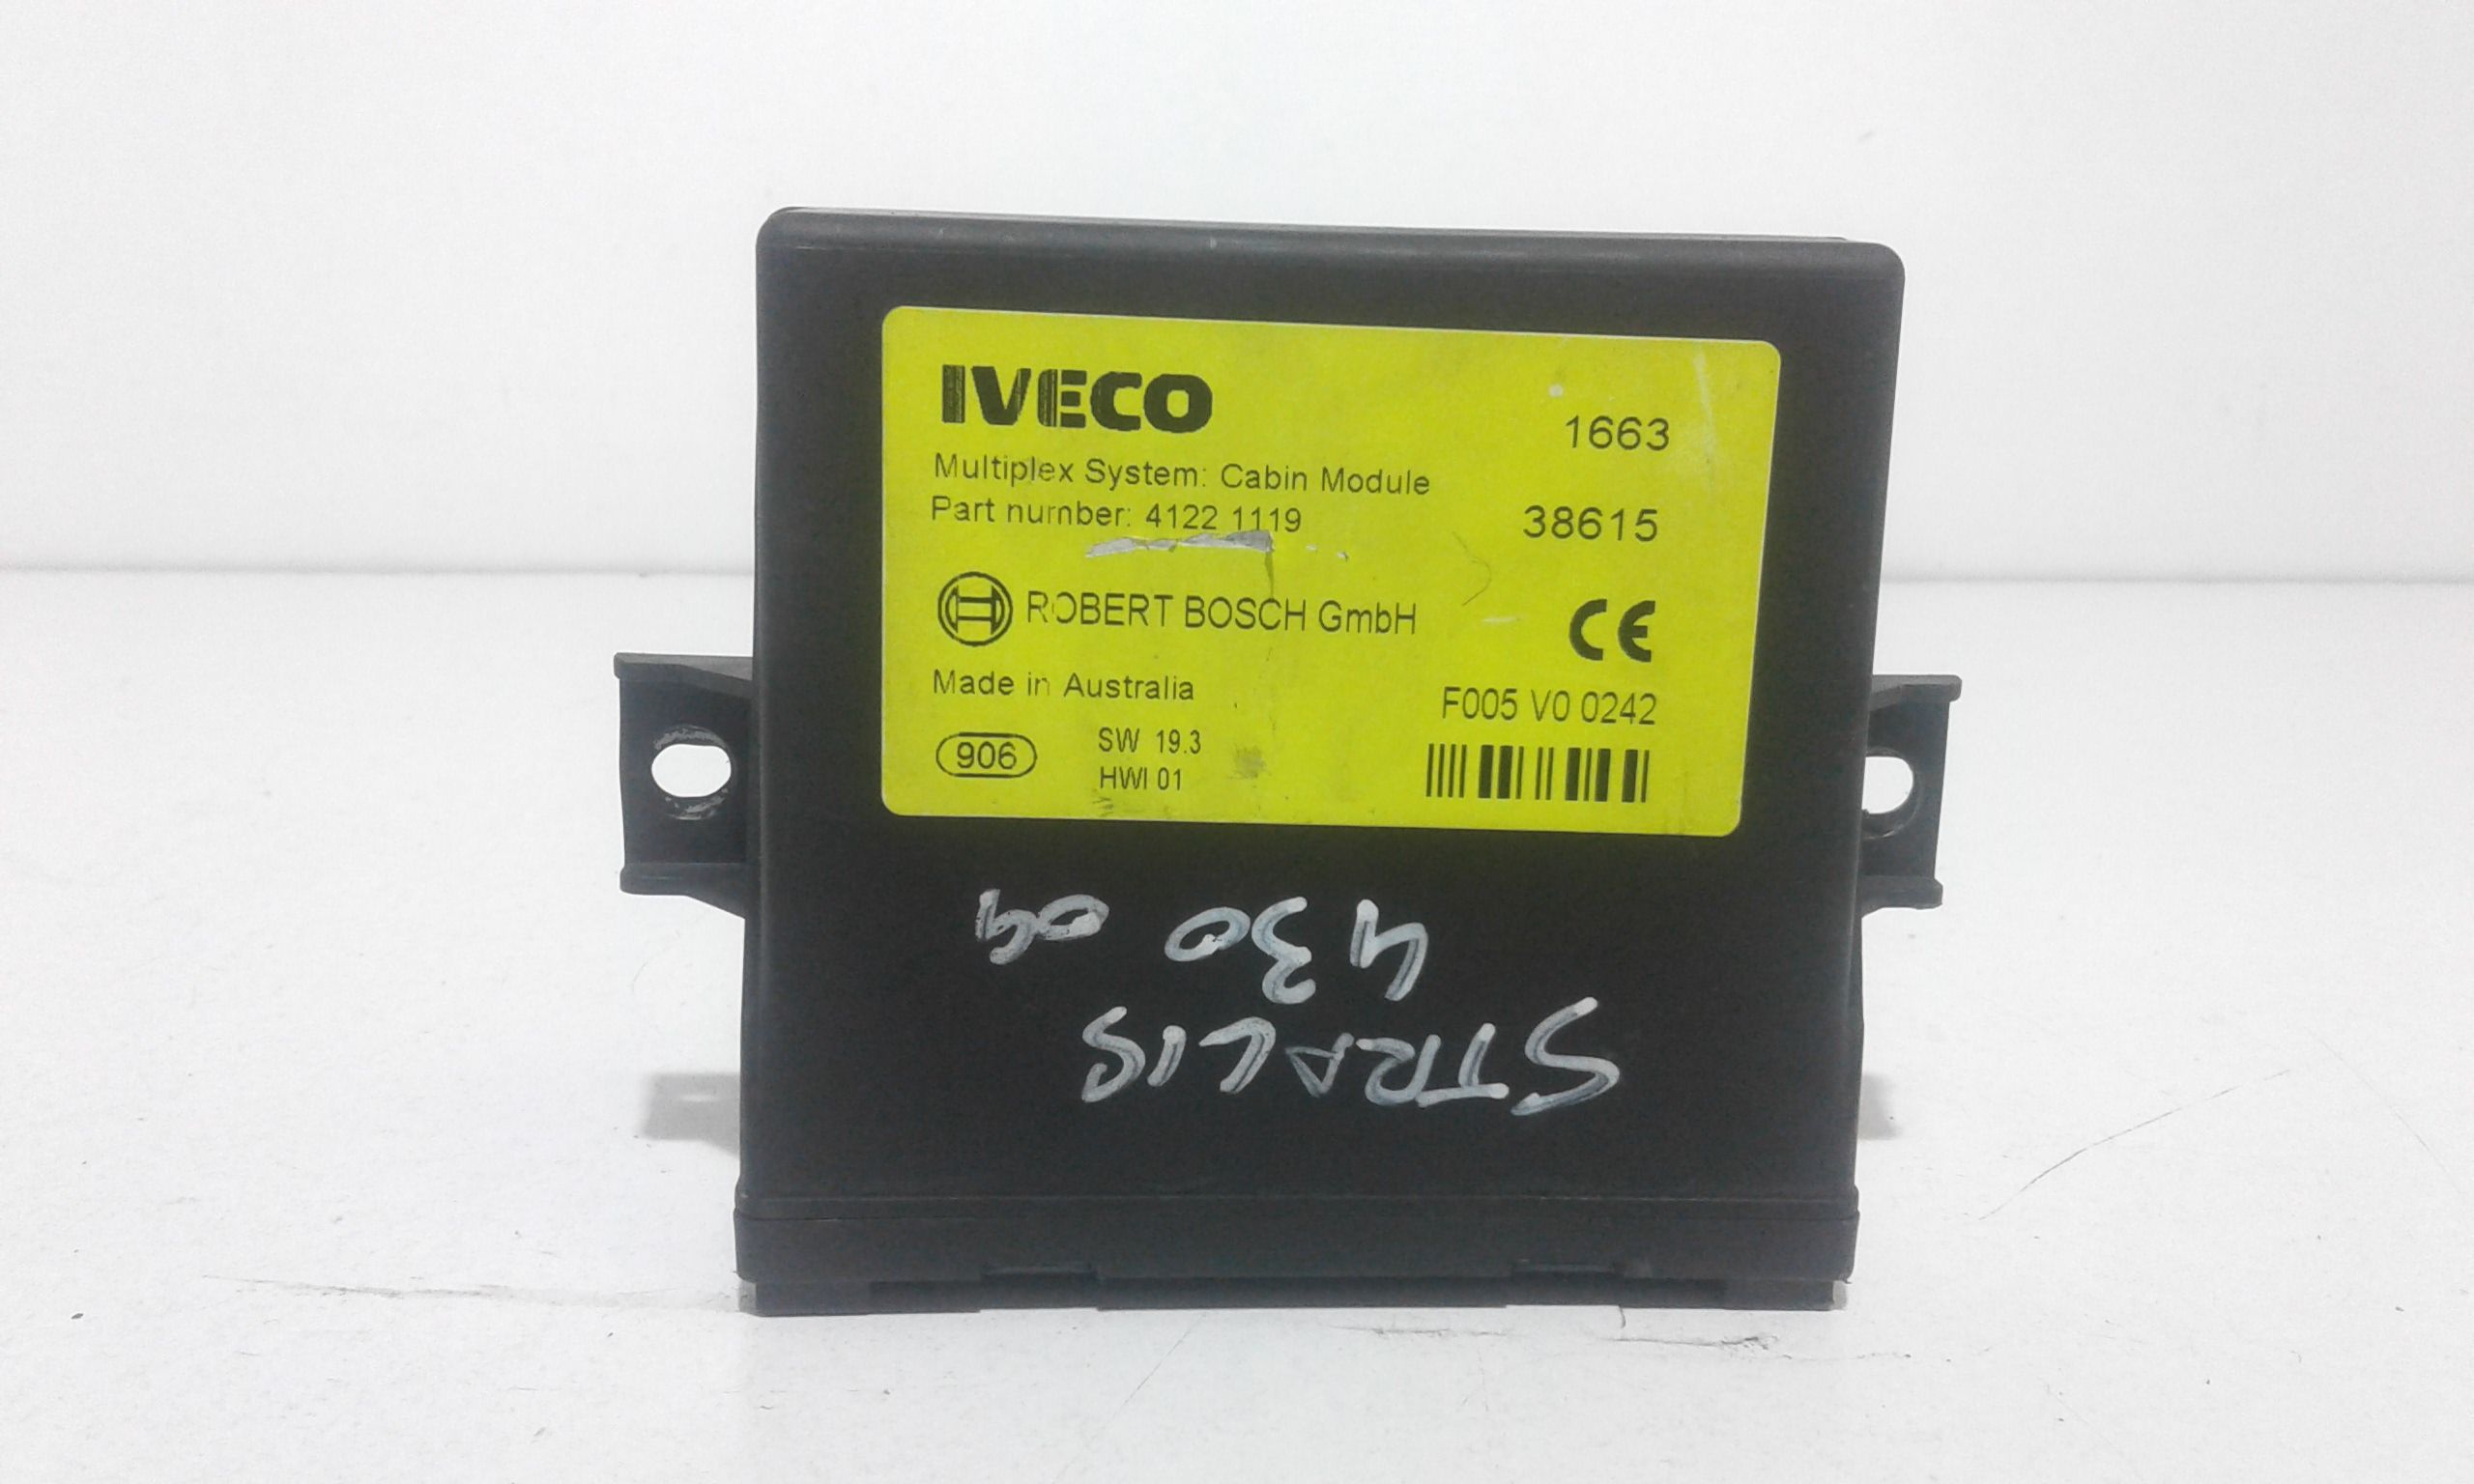 IVECO
1663
Multiplex System: Cabin Module
Part number: 4122 1119
38615
ROBERT BOSCH GmbH
CE
Made in Australia
F005 V0 0242
906
SW 19.3
HWI 01
STRALIS
430 09